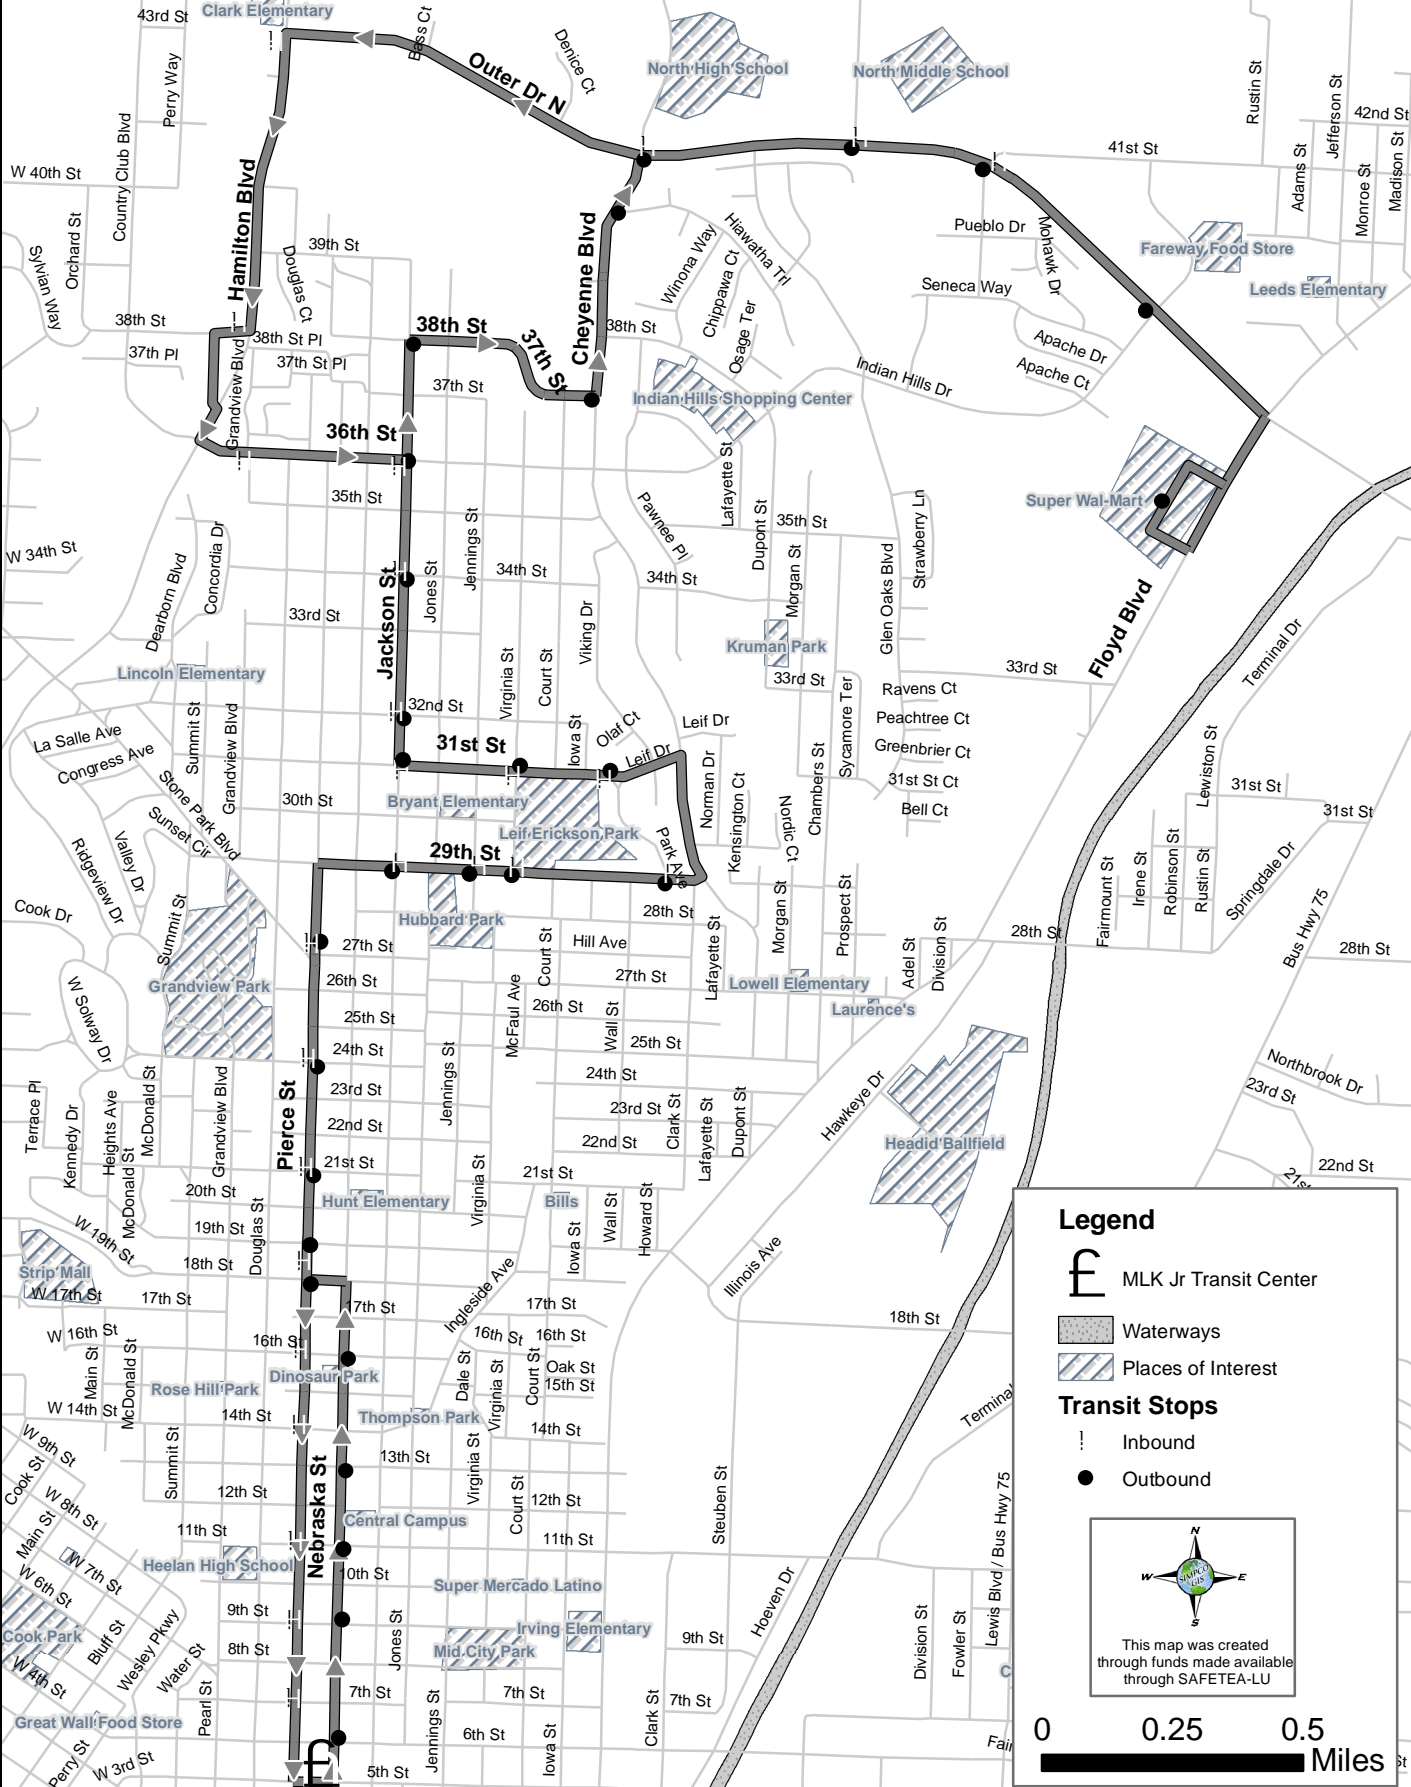 Clark Elementary
43rd St
Bass Ct
Denice Ct
Outer Dr N
North High School
North Middle School
Rustin St
Jefferson St
42nd St
Perry Way
Country Club Blvd
41st St
Adams St
Monroe St
Madison St
W 40th St
Hamilton Blvd
Orchard St
Sylvian Way
39th St
Douglas Ct
Cheyenne Blvd
Winona Way
Hiawatha Trl
Chippawa Ct
Osage Ter
Pueblo Dr
Mohawk Dr
Fareway Food Store
Seneca Way
Leeds Elementary
38th St
38th St Pl
38th St
37th St
38th St
37th Pl
37th St Pl
Grandview Blvd
37th St
Apache Dr
Apache Ct
Indian Hills Dr
Indian Hills Shopping Center
36th St
35th St
Lafayette St
Super Wal-Mart
Pawnee Pl
Dupont St
35th St
Strawberry Ln
W 34th St
Concordia Dr
Dearborn Blvd
Jennings St
34th St
34th St
Morgan St
Glen Oaks Blvd
Jackson St
Jones St
33rd St
Viking Dr
Floyd Blvd
Terminal Dr
Kruman Park
Lincoln Elementary
Virginia St
Court St
33rd St
33rd St
Ravens Ct
Sycamore Ter
Peachtree Ct
32nd St
Summit St
Grandview Blvd
La Salle Ave
Congress Ave
31st St
Iowa St
Olaf Ct
Leif Dr
Leif Dr
Greenbrier Ct
31st St Ct
Bell Ct
Lewiston St
31st St
31st St
Stone Park Blvd
30th St
Bryant Elementary
Leif Erickson Park
Norman Dr
Kensington Ct
Nordic Ct
Chambers St
Sunset Cir
Valley Dr
Ridgeview Dr
29th St
Park Ave
Fairmount St
Irene St
Robinson St
Rustin St
Springdale Dr
Bus Hwy 75
Cook Dr
Summit St
Hubbard Park
28th St
Morgan St
Prospect St
Adel St
Division St
28th St
28th St
27th St
Court St
Hill Ave
Lafayette St
Grandview Park
26th St
27th St
Lowell Elementary
Laurence's
W Solway Dr
25th St
McFaul Ave
26th St
Wall St
25th St
24th St
24th St
Northbrook Dr
23rd St
23rd St
Terrace Pl
Kennedy Dr
Heights Ave
McDonald St
Grandview Blvd
Pierce St
Jennings St
23rd St
Clark St
Lafayette St
Dupont St
Hawkeye Dr
22nd St
22nd St
Headid Ballfield
21st St
21st St
22nd St
21st
McDonald St
20th St
Hunt Elementary
Virginia St
Bills
Wall St
Howard St
W 19th St
19th St
Douglas St
18th St
Iowa St
Strip Mall
W 17th St
17th St
17th St
Ingleside Ave
17th St
Illinois Ave
18th St
W 16th St
16th St
16th St
16th St
Main St
McDonald St
Dinosaur Park
Rose Hill Park
Dale St
Virginia St
Court St
Oak St
15th St
W 14th St
14th St
Thompson Park
14th St
Terminal
W 9th St
Cook St
Summit St
13th St
Virginia St
Nebraska St
12th St
Court St
12th St
Steuben St
W 8th St
Main St
11th St
Central Campus
11th St
Lewis Blvd / Bus Hwy 75
Heelan High School
W 7th St
W 6th St
10th St
Super Mercado Latino
Hoeven Dr
9th St
Irving Elementary
9th St
Cook Park
Bluff St
Wesley Pkwy
Water St
8th St
Jones St
Mid City Park
Division St
Fowler St
W 4th St
Pearl St
7th St
7th St
7th St
Great Wall Food Store
Jennings St
6th St
Iowa St
Clark St
Perry St
W 3rd St
5th St
Legend
£ MLK Jr Transit Center
Waterways
Places of Interest
Transit Stops
Inbound
Outbound
N
W E
S
SIMPCO
GIS
This map was created
through funds made available
through SAFETEA-LU
0 0.25 0.5
Miles